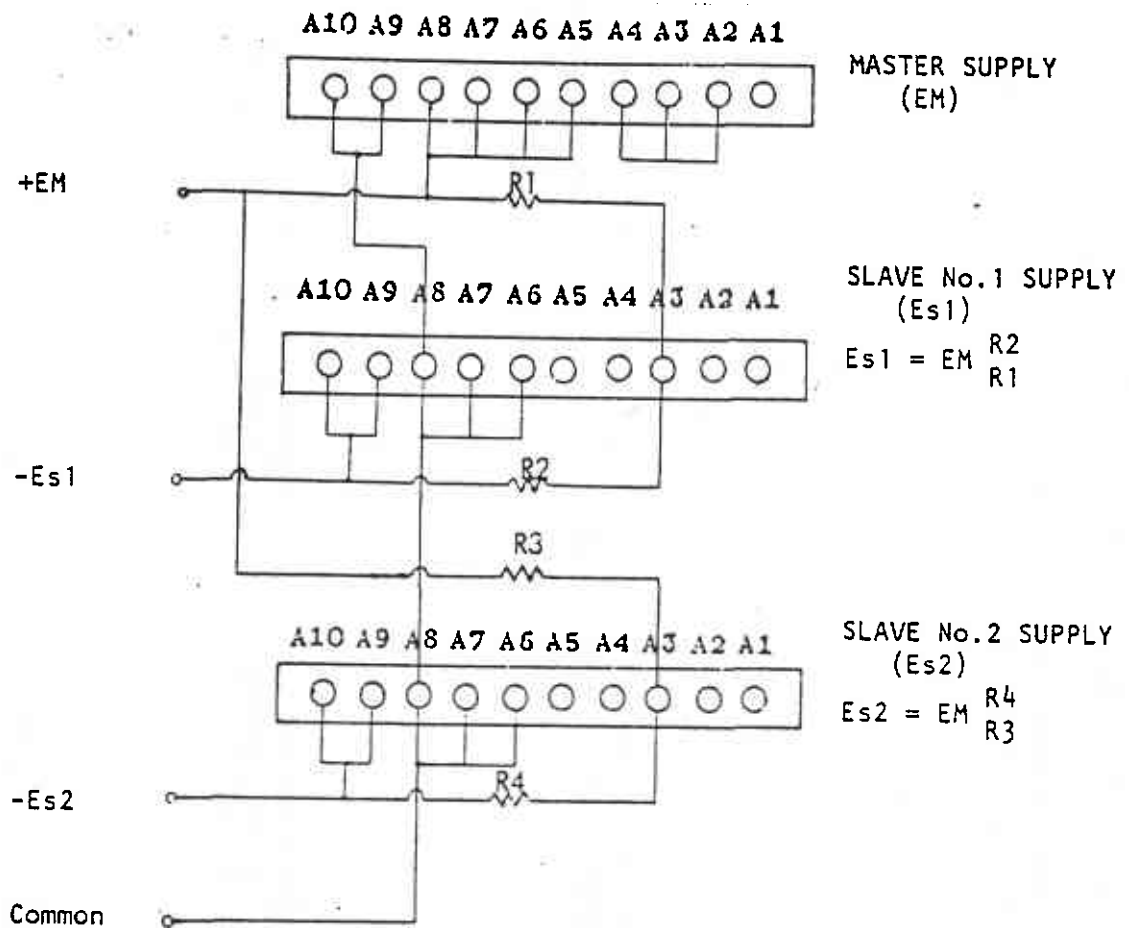 A10 A9 A8 A7 A6 A5 A4 A3 A2 A1
MASTER SUPPLY
(EM)
+EM
R1
A10 A9 A8 A7 A6 A5 A4 A3 A2 A1
SLAVE No.1 SUPPLY
(Es1)
Es1 = EM R2
R1
-Es1
R2
R3
A10 A9 A8 A7 A6 A5 A4 A3 A2 A1
SLAVE No.2 SUPPLY
(Es2)
Es2 = EM R4
R3
-Es2
R4
Common